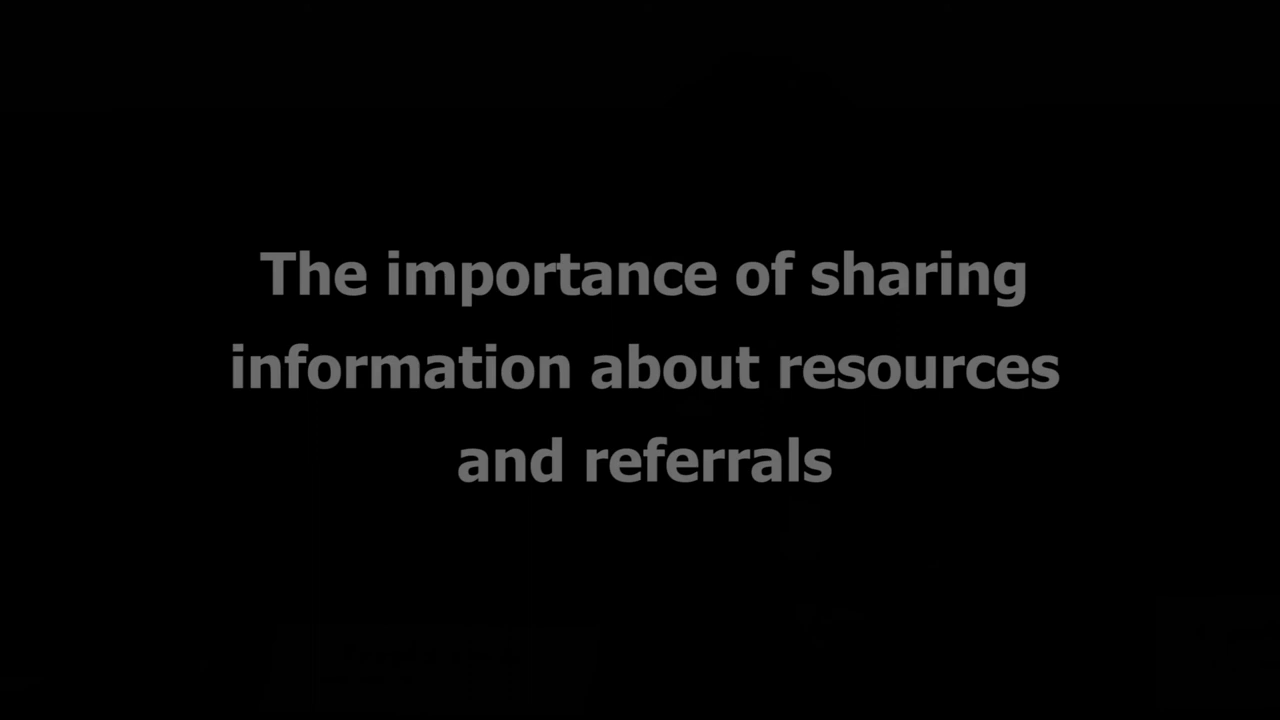 The importance of sharing
information about resources
and referrals